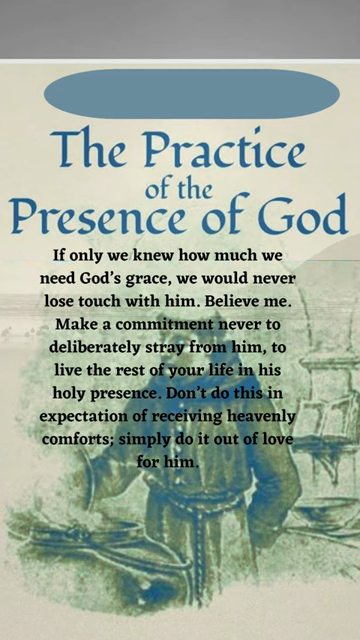 The Practice
of the
Presence of God
If only we knew how much we
need God's grace, we would never
lose touch with him. Believe me.
Make a commitment never to
deliberately stray from him, to
live the rest of your life in his
holy presence. Don't do this in
expectation of receiving heavenly
comforts; simply do it out of love
for him.